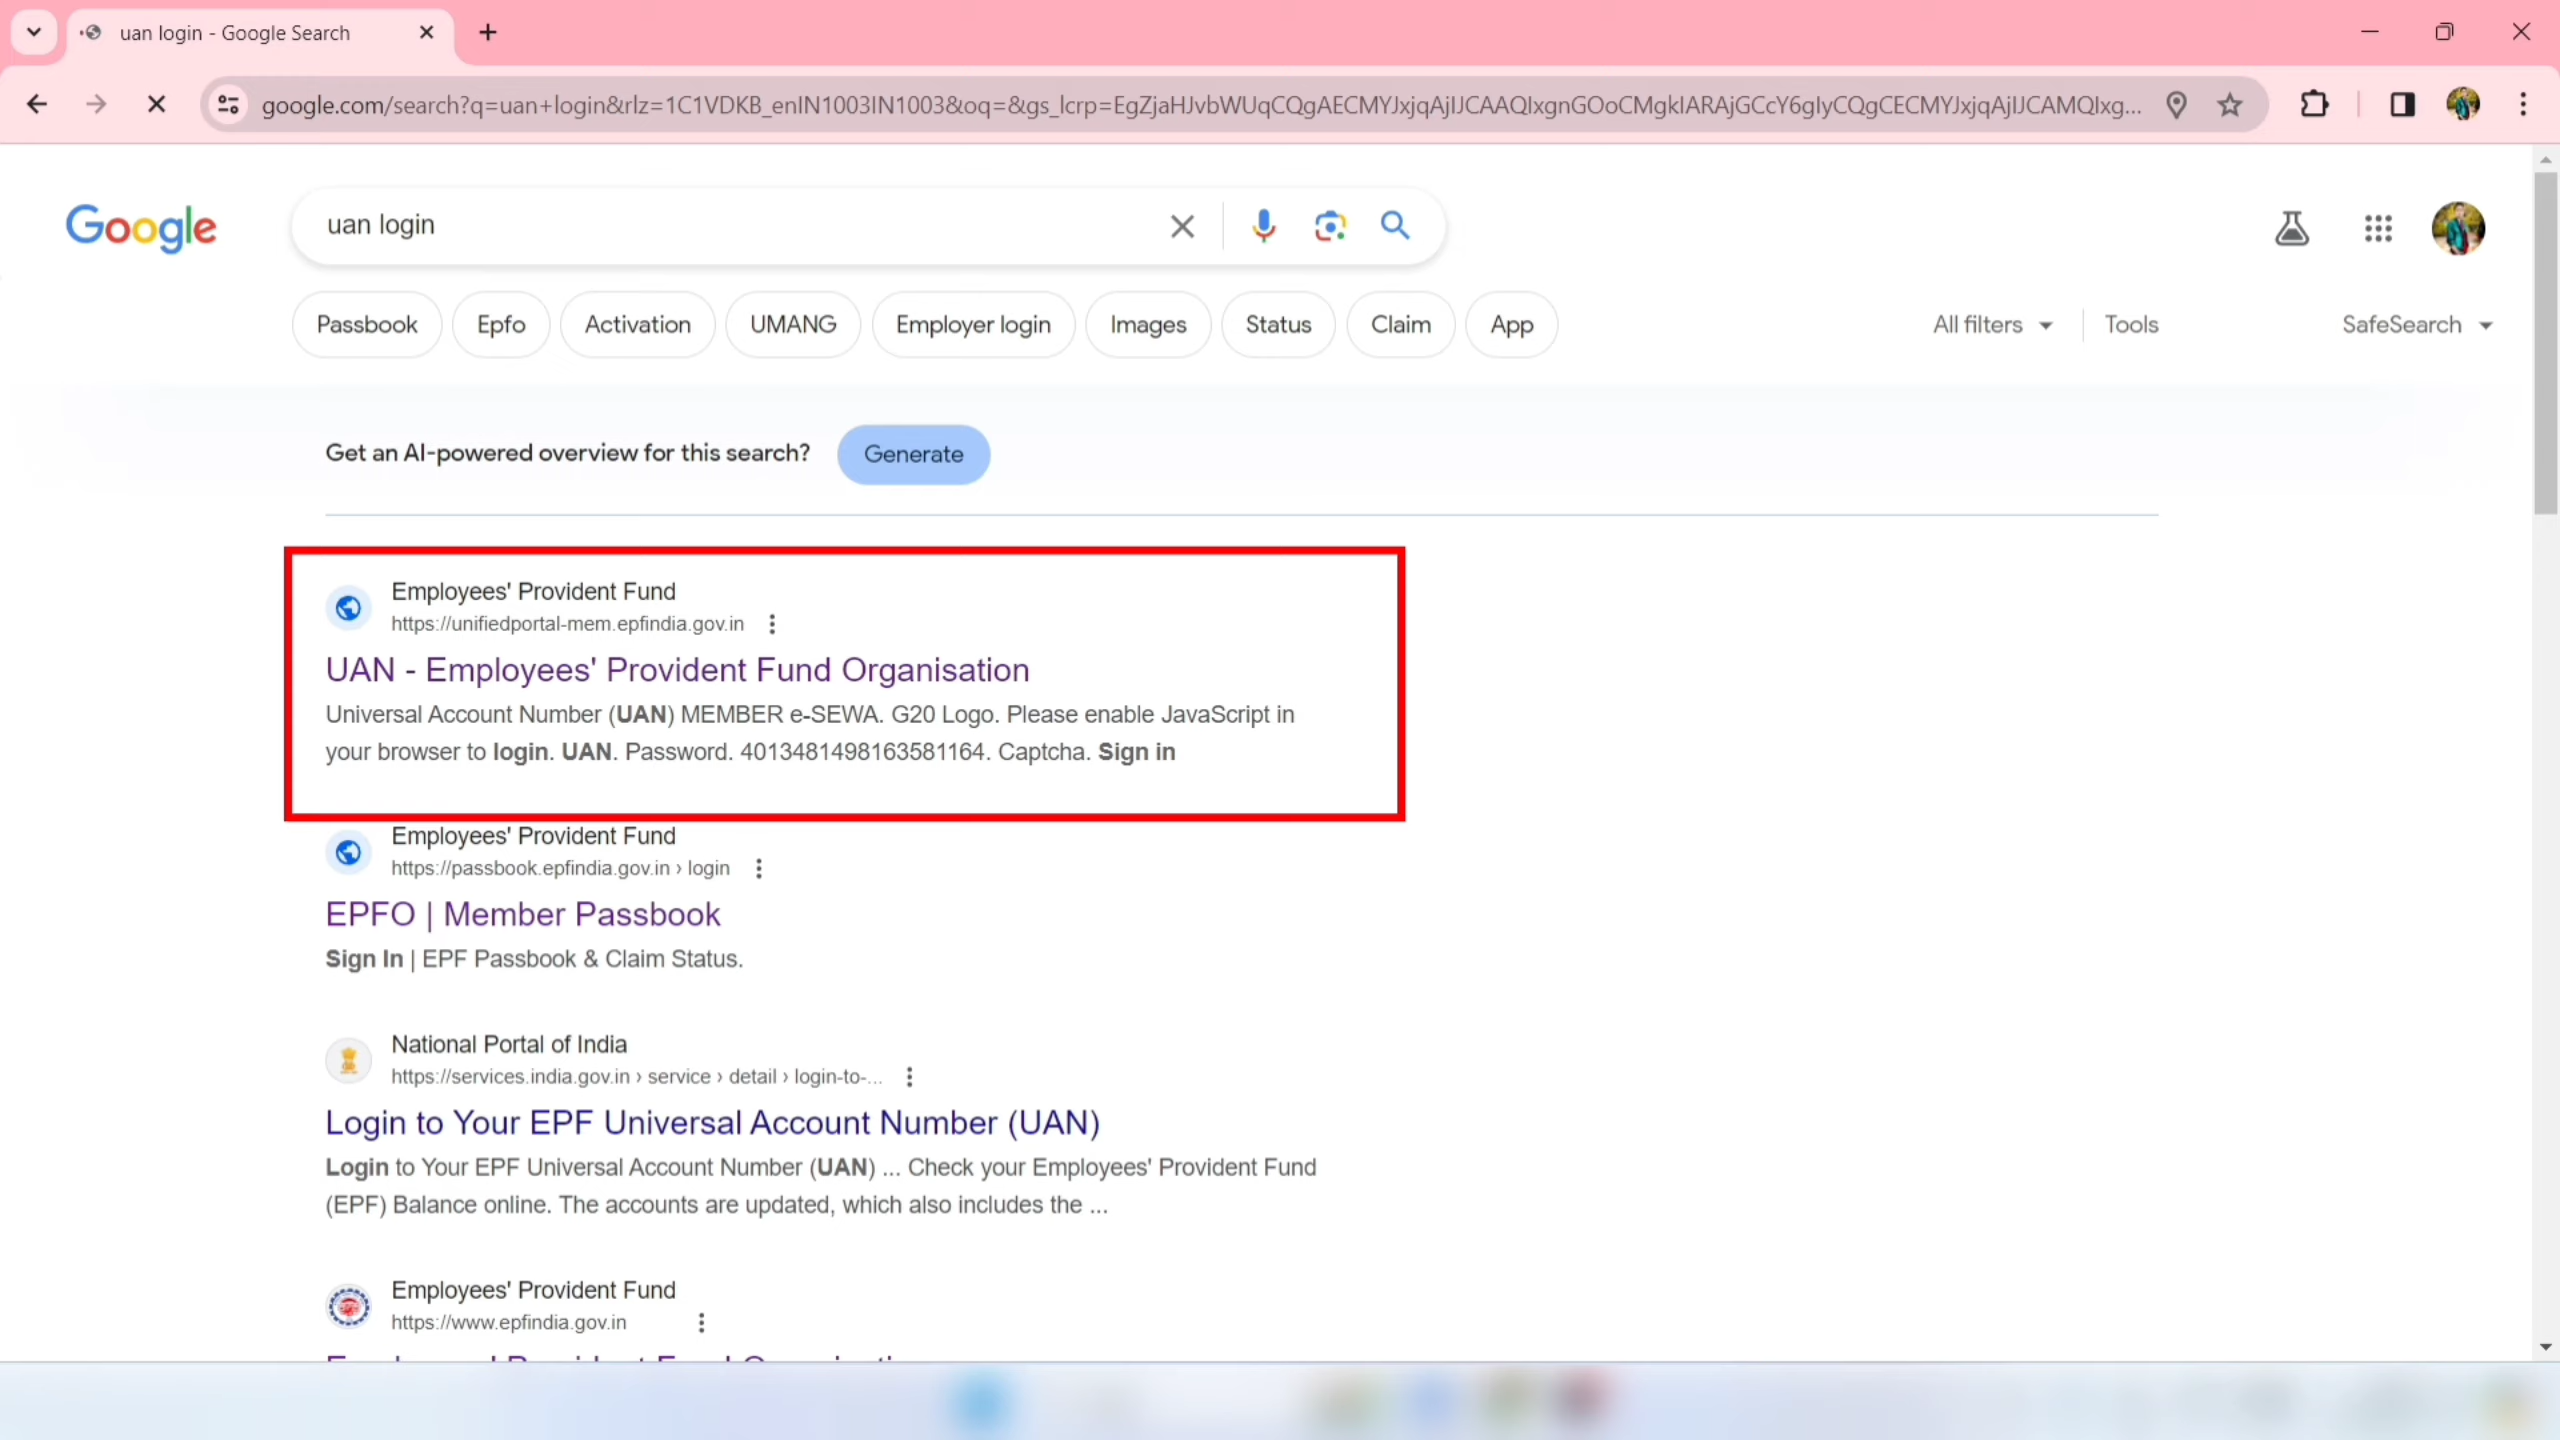 uan login - Google Search
google.com/search?q=uan+login&rlz=1C1VDKB_enIN1003IN1003&oq=&gs_lcrp=EgZjaHJvbWUqCQgAECMYJxjqAjIJCAAQIxgnGOoCMgkIARAjGCcY6gIyCQgCECMYJxjqAjIJCAMQIxg...
Google
uan login
Passbook
Epfo
Activation
UMANG
Employer login
Images
Status
Claim
App
All filters
Tools
SafeSearch
Get an AI-powered overview for this search?
Generate
Employees' Provident Fund
https://unifiedportal-mem.epfindia.gov.in
UAN - Employees' Provident Fund Organisation
Universal Account Number (UAN) MEMBER e-SEWA. G20 Logo. Please enable JavaScript in
your browser to login. UAN. Password. 4013481498163581164. Captcha. Sign in
Employees' Provident Fund
https://passbook.epfindia.gov.in › login
EPFO | Member Passbook
Sign In | EPF Passbook & Claim Status.
National Portal of India
https://services.india.gov.in › service › detail › login-to-...
Login to Your EPF Universal Account Number (UAN)
Login to Your EPF Universal Account Number (UAN) ... Check your Employees' Provident Fund
(EPF) Balance online. The accounts are updated, which also includes the ...
Employees' Provident Fund
https://www.epfindia.gov.in